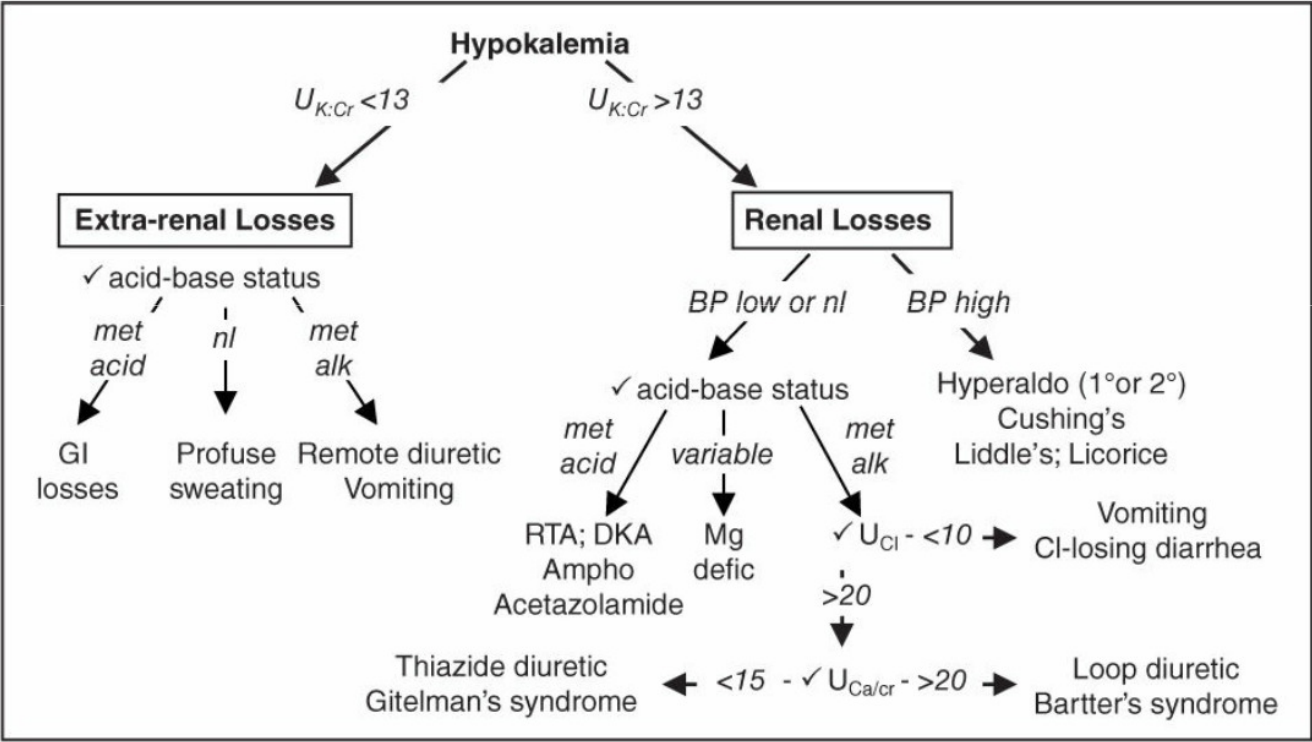 Hypokalemia
U K:Cr <13
U K:Cr >13
Extra-renal Losses
Renal Losses
✓ acid-base status
met
acid
nl
met
alk
GI
losses
Profuse
sweating
Remote diuretic
Vomiting
BP low or nl
BP high
✓ acid-base status
Hyperaldo (1°or 2°)
Cushing's
Liddle's; Licorice
met
acid
variable
met
alk
RTA; DKA
Ampho
Acetazolamide
Mg
defic
✓ U Cl - <10
Vomiting
Cl-losing diarrhea
>20
Thiazide diuretic
Gitelman's syndrome
<15 - ✓ U Ca/cr - >20
Loop diuretic
Bartter's syndrome